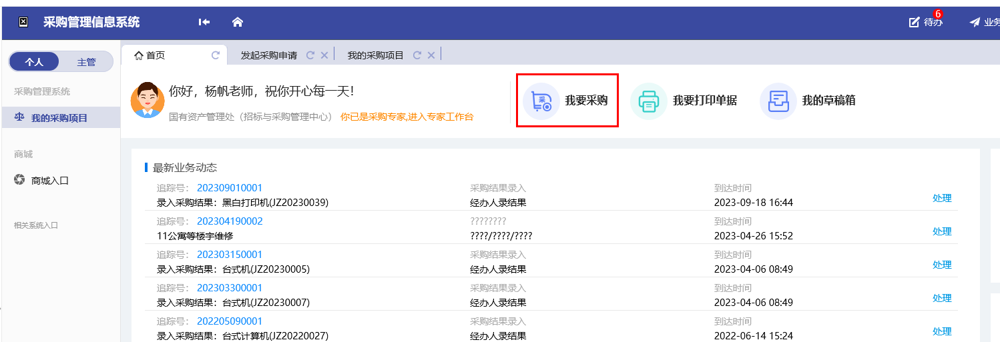 采购管理信息系统
6
待办
业务
个人
主管
首页
发起采购申请
我的采购项目
采购管理系统
我的采购项目
商城
商城入口
相关系统入口
你好，杨帆老师，祝你开心每一天！
国有资产管理处（招标与采购管理中心） 你已是采购专家,进入专家工作台
采
我要采购
我要打印单据
我的草稿箱
最新业务动态
追踪号： 202309010001 采购结果录入 到达时间
录入采购结果：黑白打印机(JZ20230039) 经办人录结果 2023-09-18 16:44 处理
追踪号： 202304190002 ???????? 到达时间
11公寓等楼宇维修 ????/????/???? 2023-04-26 15:52 处理
追踪号： 202303150001 采购结果录入 到达时间
录入采购结果：台式机(JZ20230005) 经办人录结果 2023-04-06 08:49 处理
追踪号： 202303300001 采购结果录入 到达时间
录入采购结果：台式机(JZ20230007) 经办人录结果 2023-04-06 08:49 处理
追踪号： 202205090001 采购结果录入 到达时间
录入采购结果：台式计算机(JZ20220027) 经办人录结果 2022-06-14 15:24 处理